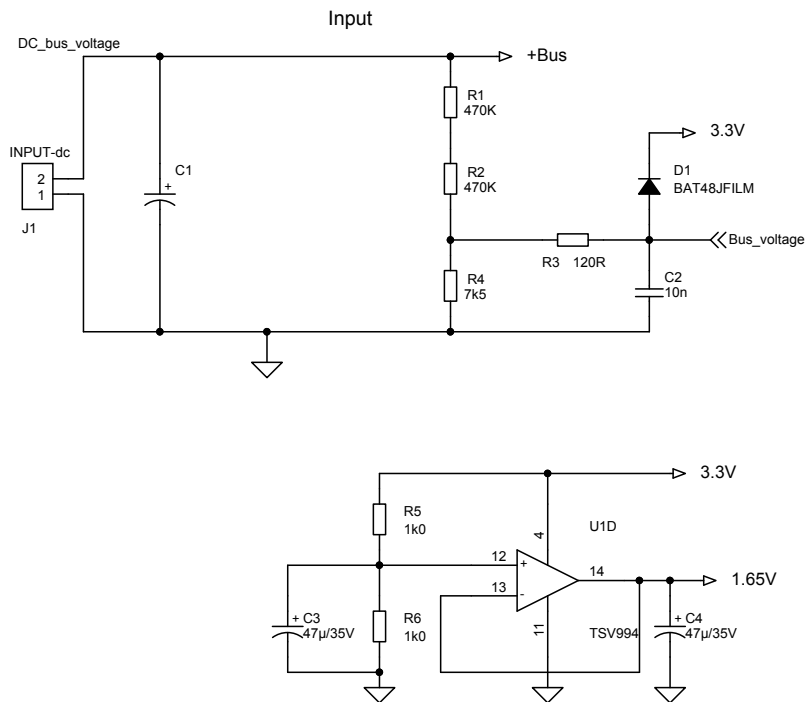 Input
DC_bus_voltage
+Bus
R1
470K
3.3V
INPUT-dc
C1
+
R2
470K
D1
BAT48JFILM
2
1
J1
Bus_voltage
R3 120R
R4
7k5
C2
10n
3.3V
R5
1k0
4
U1D
12
+
14
1.65V
13
-
+ C3
47µ/35V
R6
1k0
11
TSV994
+ C4
47µ/35V